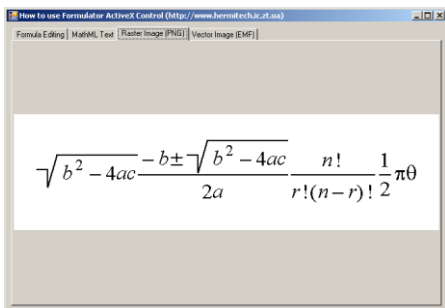 How to use Formulator ActiveX Control (http://www.hermitech.ic.zt.ua)
Formula Editing MathML Text Raster Image (PNG) Vector Image (EMF)
√(b² − 4ac) (−b ± √(b² − 4ac))/(2a) n!/(r!(n−r)!) 1/2 πθ